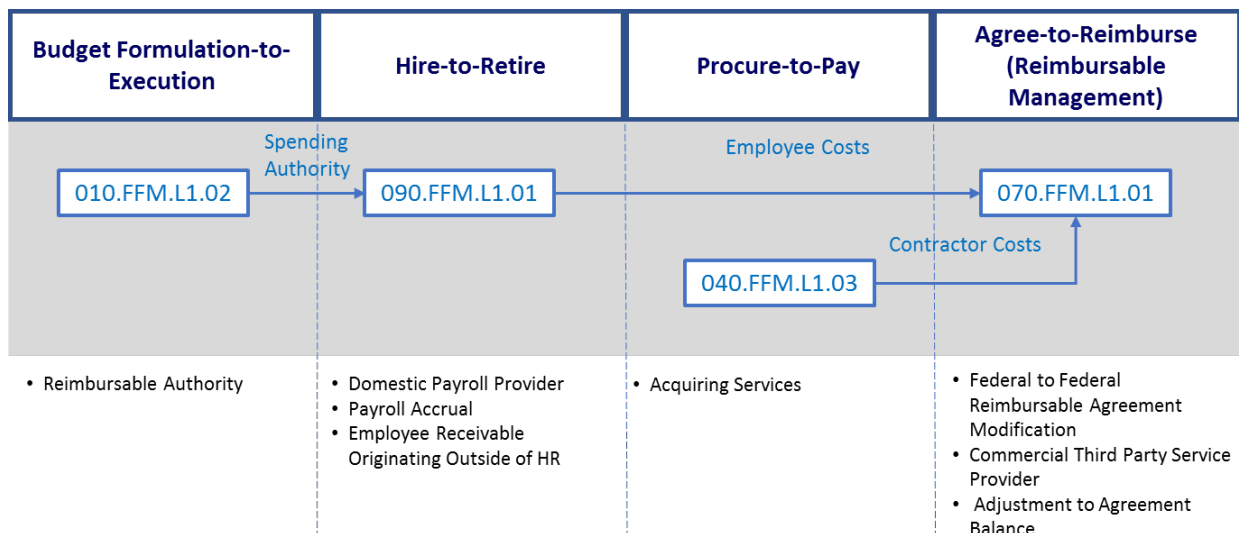 Budget Formulation-to-
Execution
Hire-to-Retire
Procure-to-Pay
Agree-to-Reimburse
(Reimbursable
Management)
Spending
Authority
Employee Costs
010.FFM.L1.02
090.FFM.L1.01
070.FFM.L1.01
Contractor Costs
040.FFM.L1.03
• Reimbursable Authority
• Domestic Payroll Provider
• Payroll Accrual
• Employee Receivable
Originating Outside of HR
• Acquiring Services
• Federal to Federal
Reimbursable Agreement
Modification
• Commercial Third Party Service
Provider
• Adjustment to Agreement
Balance